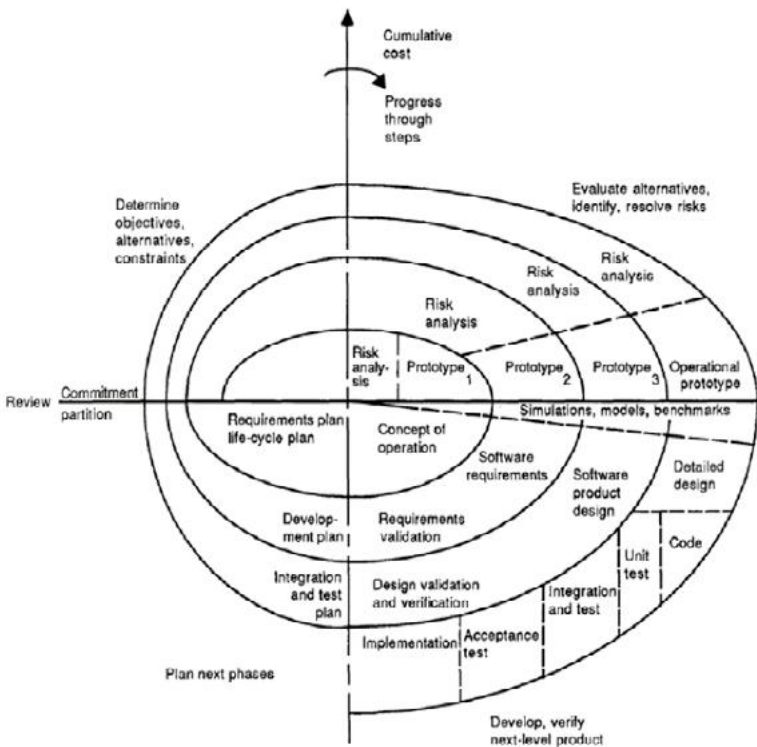 Cumulative
cost
Progress
through
steps
Evaluate alternatives,
identify, resolve risks
Determine
objectives,
alternatives,
constraints
Risk
analysis
Risk
analysis
Risk
analysis
Risk
analy-
sis
Prototype 1
Prototype 2
Prototype 3
Operational
prototype
Review
Commitment
partition
Simulations, models, benchmarks
Requirements plan
life-cycle plan
Concept of
operation
Software
requirements
Software
product
design
Detailed
design
Develop-
ment plan
Requirements
validation
Code
Unit
test
Integration
and test
plan
Design validation
and verification
Integration
and test
Acceptance
test
Implementation
Plan next phases
Develop, verify
next-level product